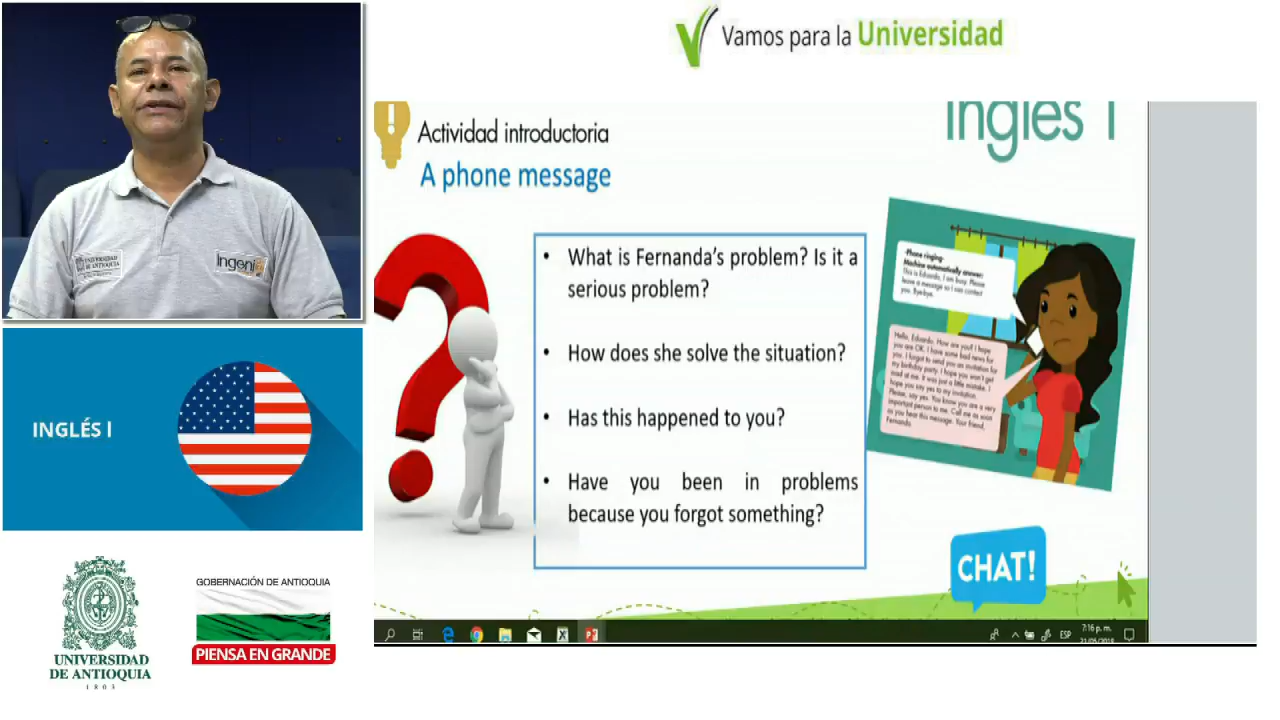 Vamos para la Universidad
Inglés I
Actividad introductoria
A phone message
• What is Fernanda's problem? Is it a
serious problem?
• How does she solve the situation?
• Has this happened to you?
• Have you been in problems
because you forgot something?
-Phone ringing-
Machine automatically answer:
This is Eduardo, I am busy. Please
leave a message so I can contact
you. Bye-bye.
Hello, Eduardo. How are you? I hope
you are OK. I have some bad news for
you. I forgot to send you an invitation for
my birthday party. I hope you won't get
mad at me. It was just a little mistake. I
hope you say yes to my invitation.
Please, say yes. You know you are a very
important person to me. Call me as soon
as you hear this message. Your friend,
Fernanda.
CHAT!
ESP
7:16 p. m.
UNIVERSIDAD
DE ANTIOQUIA
Ingeni@
INGLÉS I
UNIVERSIDAD
DE ANTIOQUIA
1803
GOBERNACIÓN DE ANTIOQUIA
PIENSA EN GRANDE